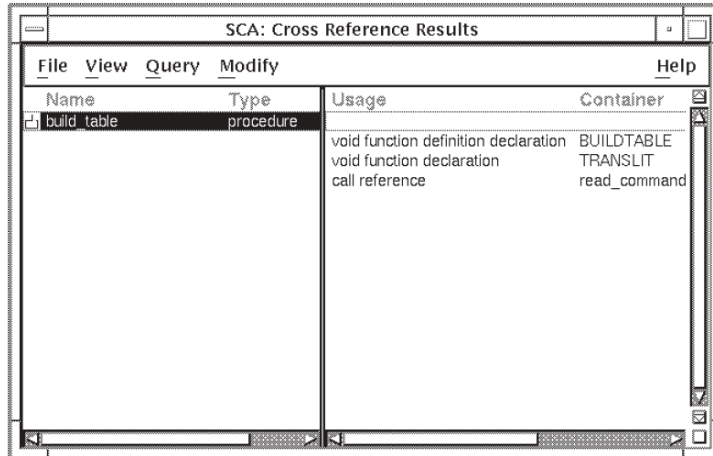 SCA: Cross Reference Results
File View Query Modify Help
Name Type Usage Container
build_table procedure
void function definition declaration BUILDTABLE
void function declaration TRANSLIT
call reference read_command